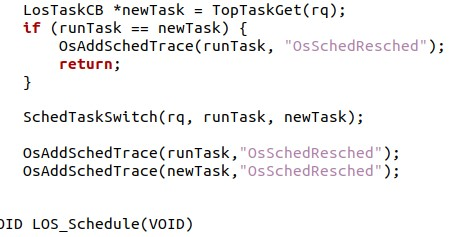 LosTaskCB *newTask = TopTaskGet(rq);
if (runTask == newTask) {
OsAddSchedTrace(runTask, "OsSchedResched");
return;
}
SchedTaskSwitch(rq, runTask, newTask);
OsAddSchedTrace(runTask,"OsSchedResched");
OsAddSchedTrace(newTask,"OsSchedResched");
OID LOS_Schedule(VOID)